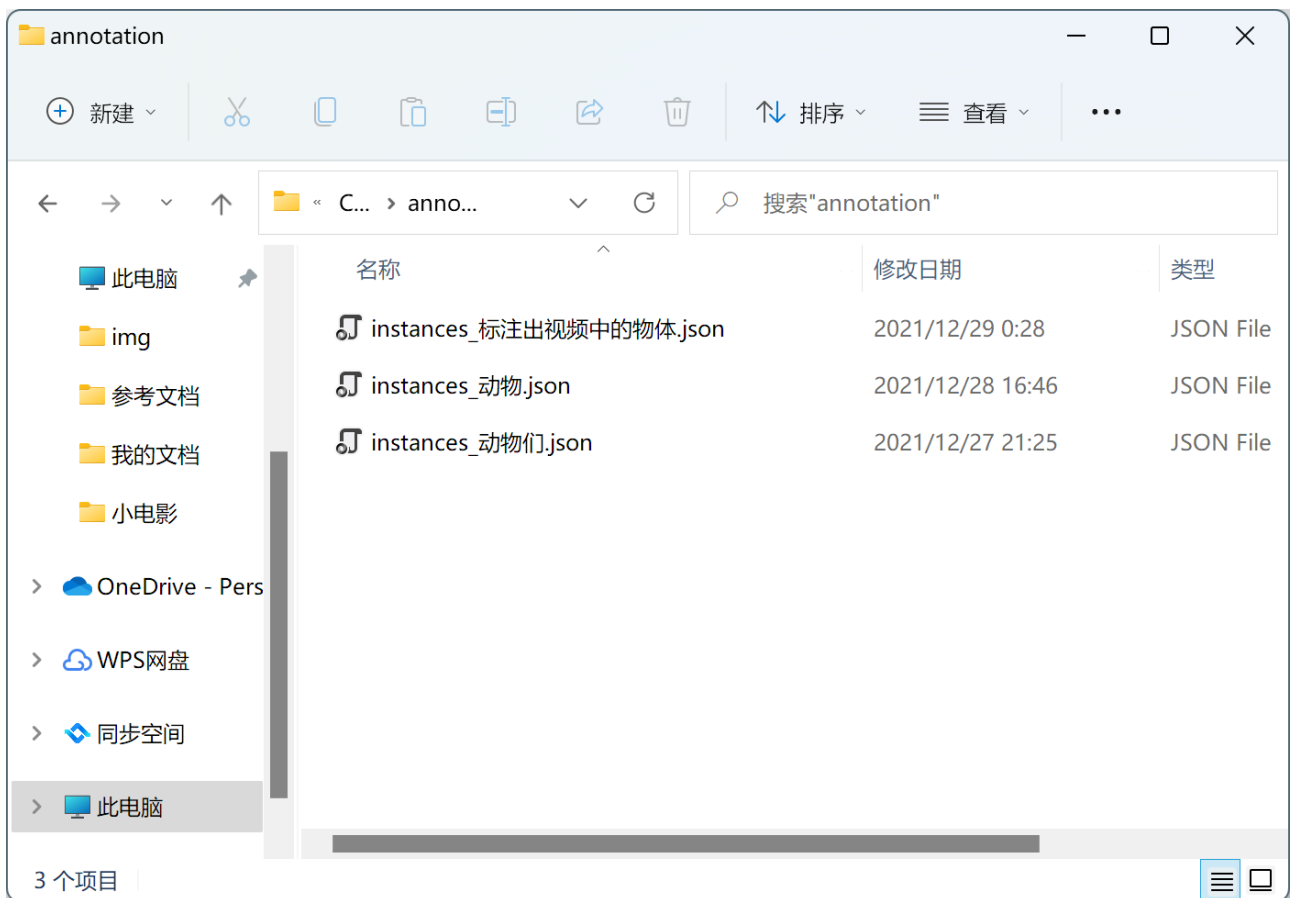 annotation
新建 排序 查看
C... anno... 搜索"annotation"
名称 修改日期 类型
此电脑
img
参考文档
我的文档
小电影
OneDrive - Pers
WPS网盘
同步空间
此电脑
instances_标注出视频中的物体.json 2021/12/29 0:28 JSON File
instances_动物.json 2021/12/28 16:46 JSON File
instances_动物们.json 2021/12/27 21:25 JSON File
3 个项目